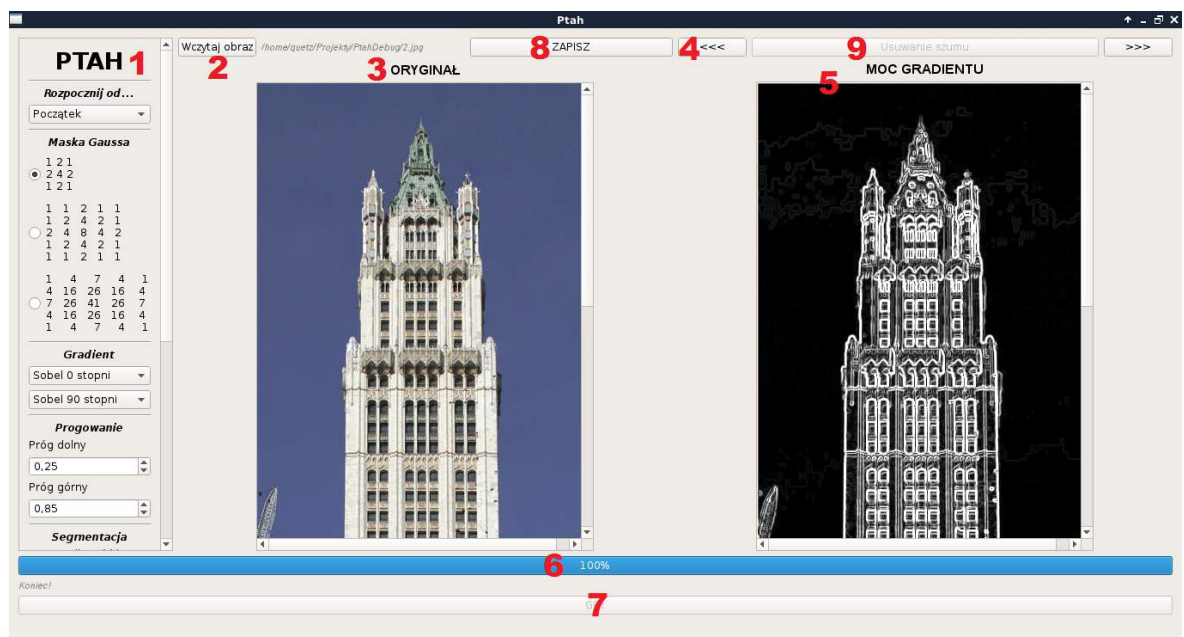 Ptah
PTAH 1
Wczytaj obraz /home/quetz/Projekty/PtahDebug/2.jpg 8 ZAPISZ 4 <<< 9 Usuwanie szumu >>>
2
3 ORYGINAŁ
MOC GRADIENTU
5
Rozpocznij od...
Początek
Maska Gaussa
1 2 1
2 4 2
1 2 1
1 1 2 1 1
1 2 4 2 1
2 4 8 4 2
1 2 4 2 1
1 1 2 1 1
1 4 7 4 1
4 16 26 16 4
7 26 41 26 7
4 16 26 16 4
1 4 7 4 1
Gradient
Sobel 0 stopni
Sobel 90 stopni
Progowanie
Próg dolny
0,25
Próg górny
0,85
Segmentacja
6 100%
Koniec!
7